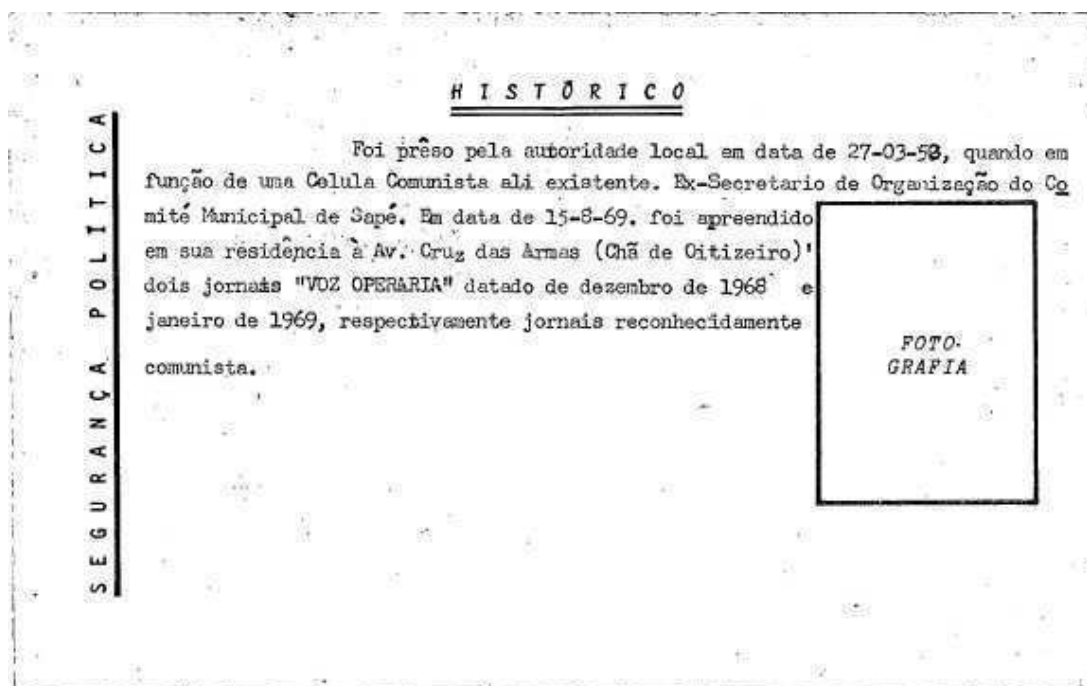 HISTÓRICO
SEGURANÇA POLITICA
Foi prêso pela autoridade local em data de 27-03-53, quando em
função de uma Celula Comunista ali existente. Ex-Secretario de Organização do Co
mité Municipal de Sapé. Em data de 15-8-69. foi apreendido
em sua residência à Av. Cruz das Armas (Chã de Oitizeiro)'
dois jornais "VOZ OPERARIA" datado de dezembro de 1968 e
janeiro de 1969, respectivamente jornais reconhecidamente
comunista.
FOTO-
GRAFIA